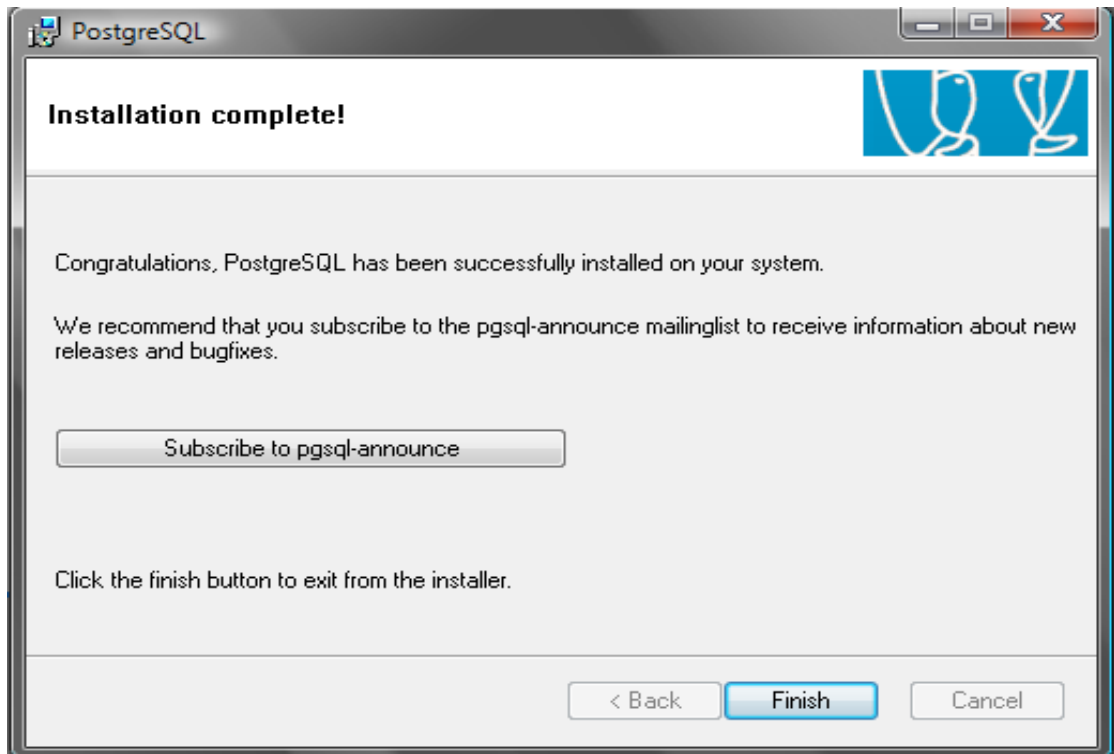 PostgreSQL
Installation complete!
Congratulations, PostgreSQL has been successfully installed on your system.
We recommend that you subscribe to the pgsql-announce mailinglist to receive information about new
releases and bugfixes.
Subscribe to pgsql-announce
Click the finish button to exit from the installer.
< Back
Finish
Cancel